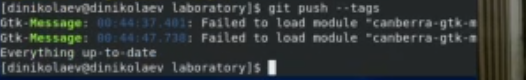 [dinikolaev@dinikolaev laboratory]$ git push --tags
Gtk-Message: 00:44:37.401: Failed to load module "canberra-gtk-m
Gtk-Message: 00:44:47.730: Failed to load module "canberra-gtk-m
Everything up-to-date
[dinikolaev@dinikolaev laboratory]$